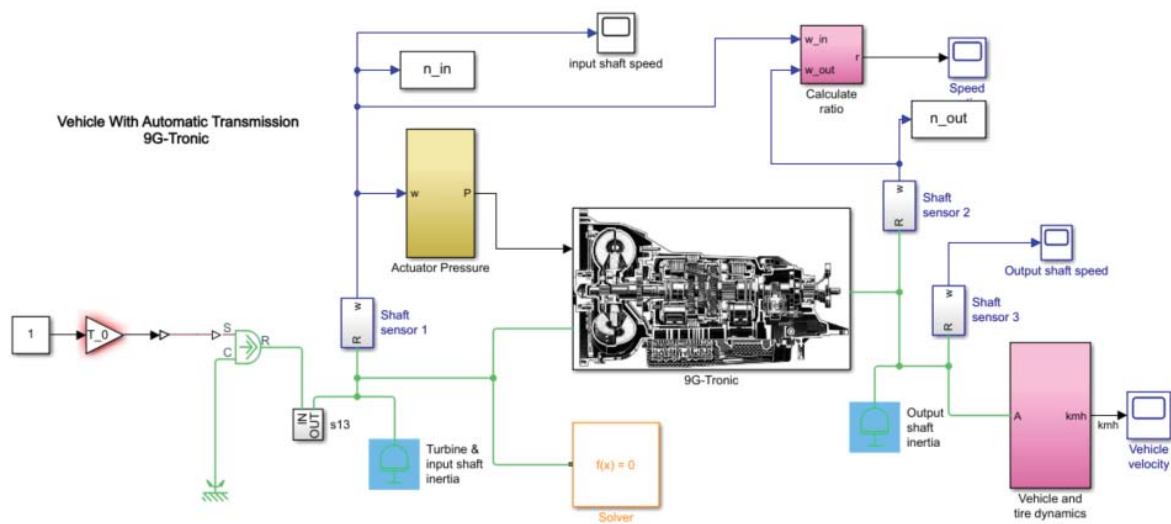 input shaft speed
n_in
w_in
w_out
r
Calculate
ratio
Speed
n_out
Vehicle With Automatic Transmission
9G-Tronic
w
P
Actuator Pressure
w
R
Shaft
sensor 2
Output shaft speed
w
R
Shaft
sensor 1
w
R
Shaft
sensor 3
1
T_0
S
C
R
9G-Tronic
IN
OUT
s13
Turbine &
input shaft
inertia
f(x) = 0
Solver
Output
shaft
inertia
A
kmh
kmh
Vehicle and
tire dynamics
Vehicle
velocity